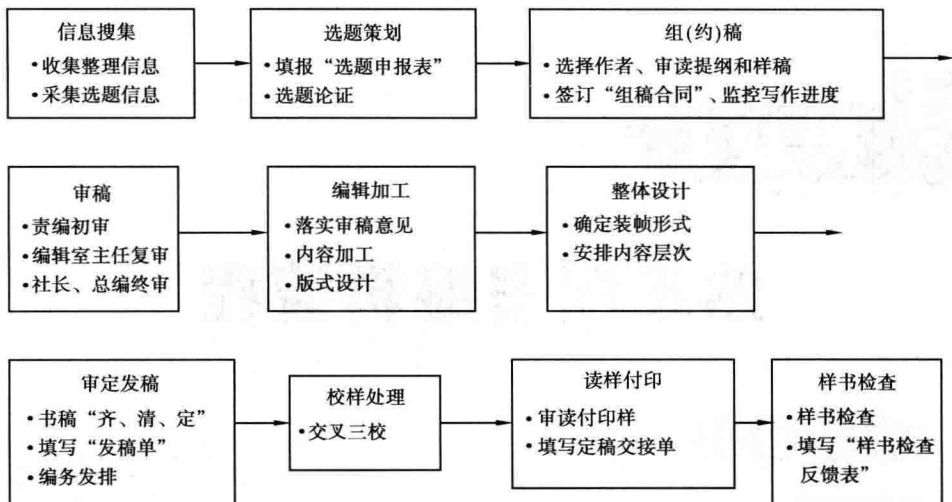 信息搜集
•收集整理信息
•采集选题信息
选题策划
•填报“选题申报表”
•选题论证
组(约)稿
•选择作者、审读提纲和样稿
•签订“组稿合同”、监控写作进度
审稿
•责编初审
•编辑室主任复审
•社长、总编终审
编辑加工
•落实审稿意见
•内容加工
•版式设计
整体设计
•确定装帧形式
•安排内容层次
审定发稿
•书稿“齐、清、定”
•填写“发稿单”
•编务发排
校样处理
•交叉三校
读样付印
•审读付印样
•填写定稿交接单
样书检查
•样书检查
•填写“样书检查
反馈表”